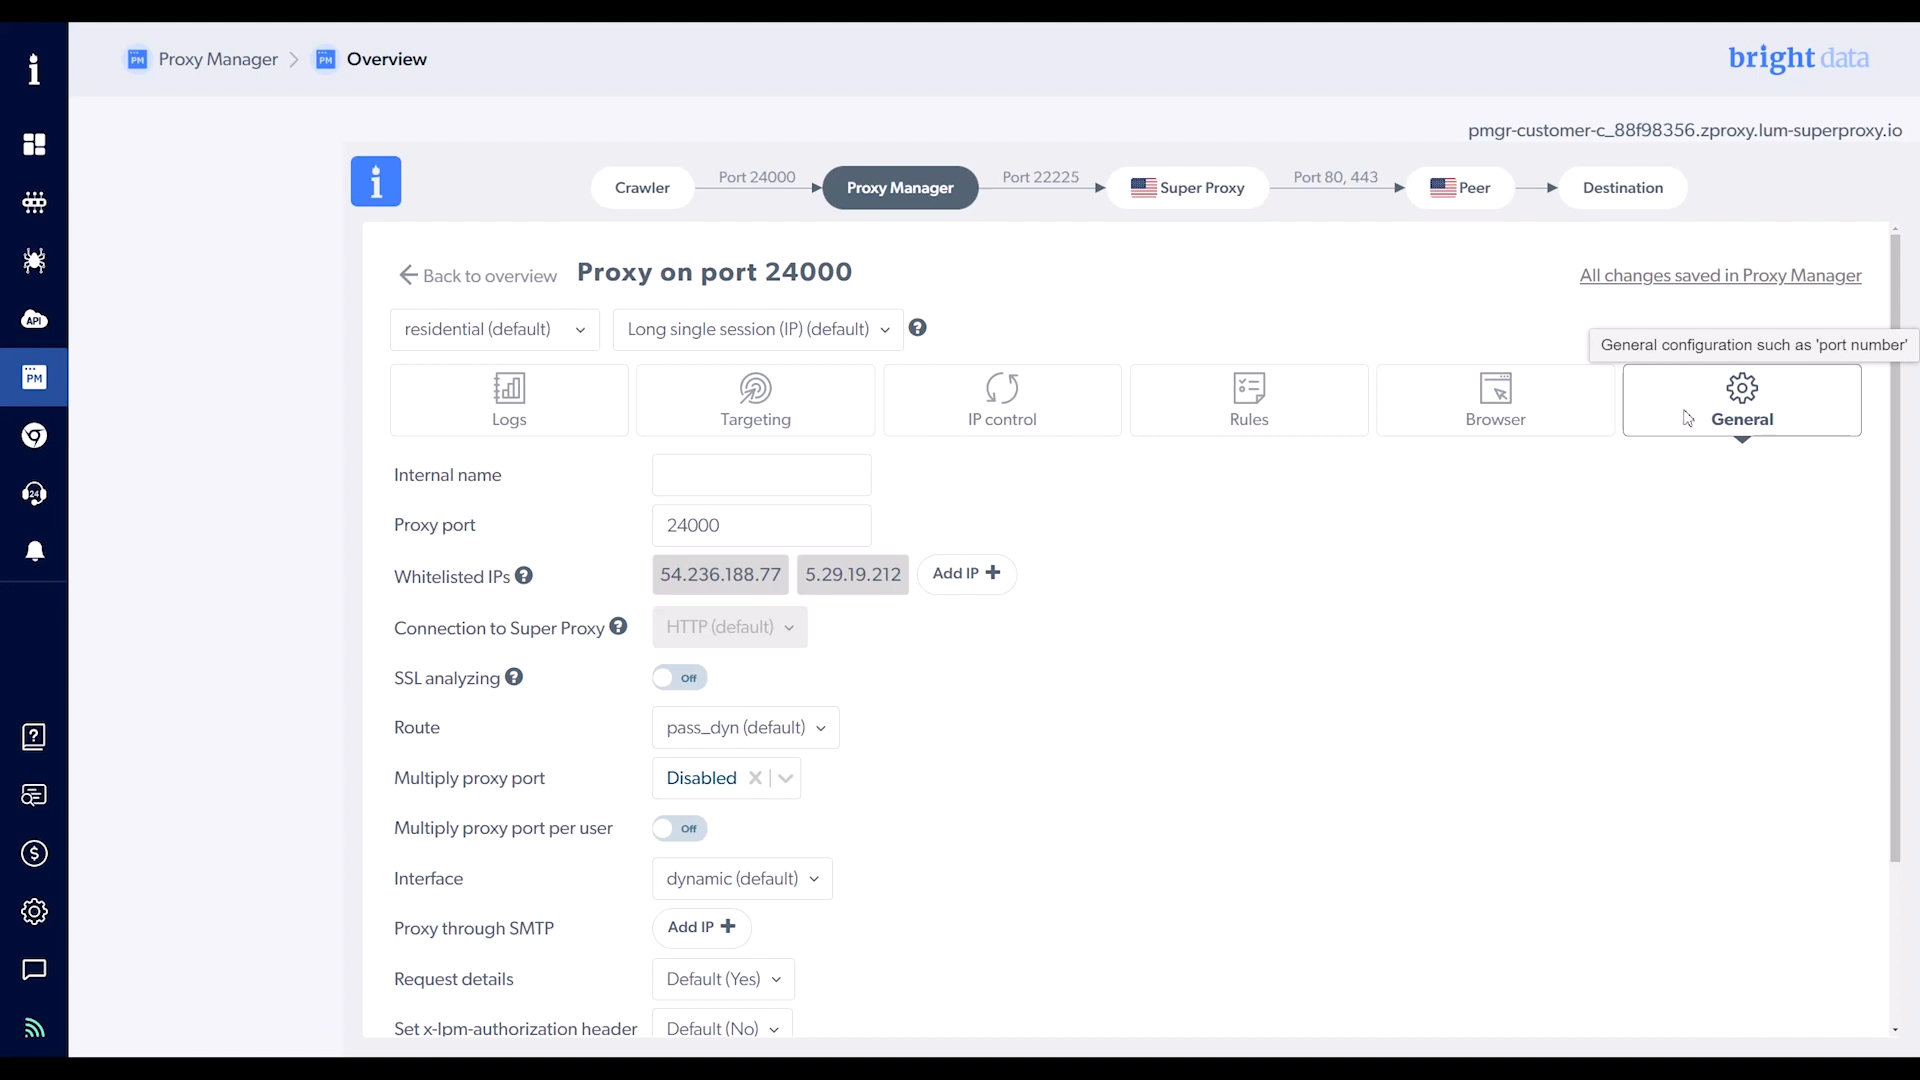 PM Proxy Manager PM Overview
bright data
pmgr-customer-c_88f98356.zproxy.lum-superproxy.io
Crawler Port 24000 Proxy Manager Port 22225 Super Proxy Port 80, 443 Peer Destination
Back to overview Proxy on port 24000 All changes saved in Proxy Manager
residential (default) Long single session (IP) (default) ?
General configuration such as 'port number'
API
PM
24
Logs Targeting IP control Rules Browser General
Internal name
Proxy port 24000
Whitelisted IPs ? 54.236.188.77 5.29.19.212 Add IP +
Connection to Super Proxy ? HTTP (default)
SSL analyzing ? Off
Route pass_dyn (default)
Multiply proxy port Disabled
Multiply proxy port per user Off
Interface dynamic (default)
Proxy through SMTP Add IP +
Request details Default (Yes)
Set x-lpm-authorization header Default (No)